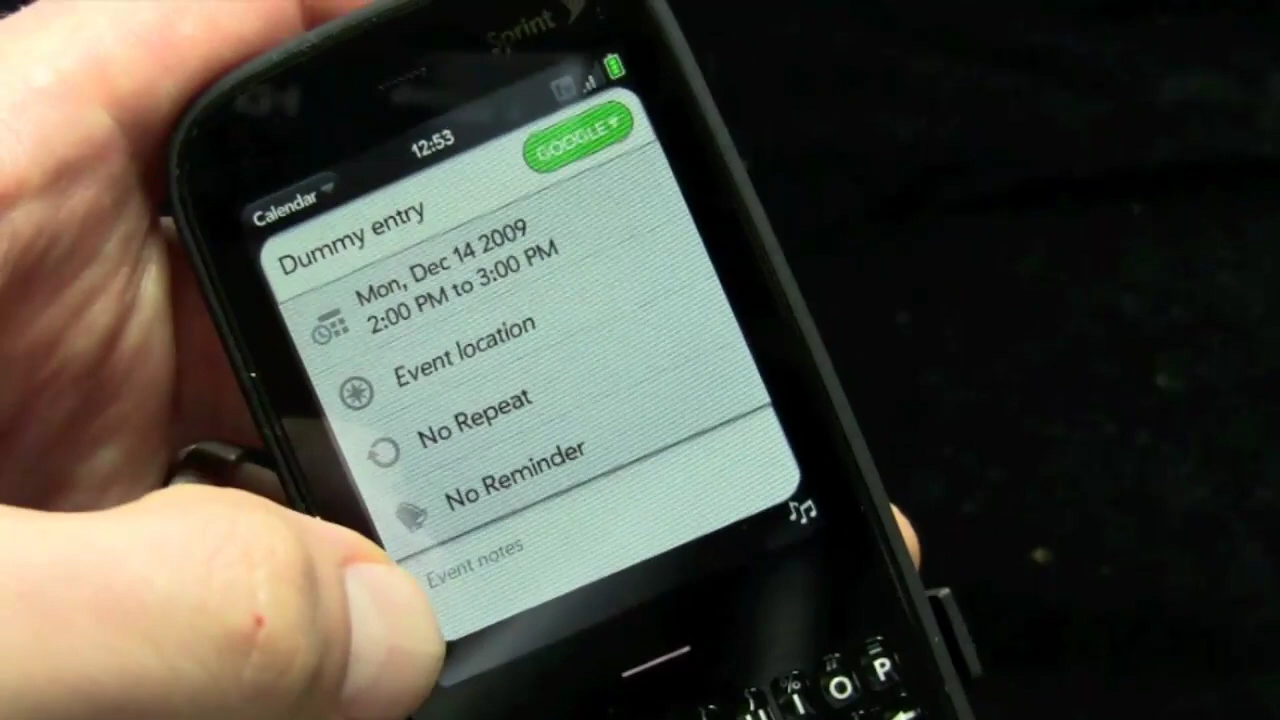 Sprint
12:53
Calendar
GOOGLE
Dummy entry
Mon, Dec 14 2009
2:00 PM to 3:00 PM
Event location
No Repeat
No Reminder
Event notes
I O P